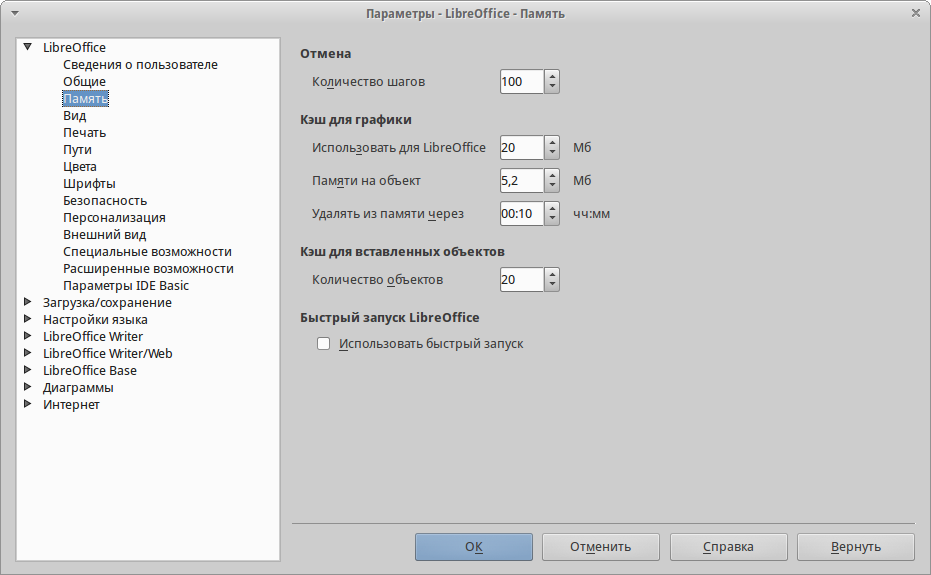 Параметры - LibreOffice - Память
LibreOffice
Сведения о пользователе
Общие
Память
Вид
Печать
Пути
Цвета
Шрифты
Безопасность
Персонализация
Внешний вид
Специальные возможности
Расширенные возможности
Параметры IDE Basic
Загрузка/сохранение
Настройки языка
LibreOffice Writer
LibreOffice Writer/Web
LibreOffice Base
Диаграммы
Интернет
Отмена
Количество шагов 100
Кэш для графики
Использовать для LibreOffice 20 Мб
Памяти на объект 5,2 Мб
Удалять из памяти через 00:10 чч:мм
Кэш для вставленных объектов
Количество объектов 20
Быстрый запуск LibreOffice
Использовать быстрый запуск
OK Отменить Справка Вернуть